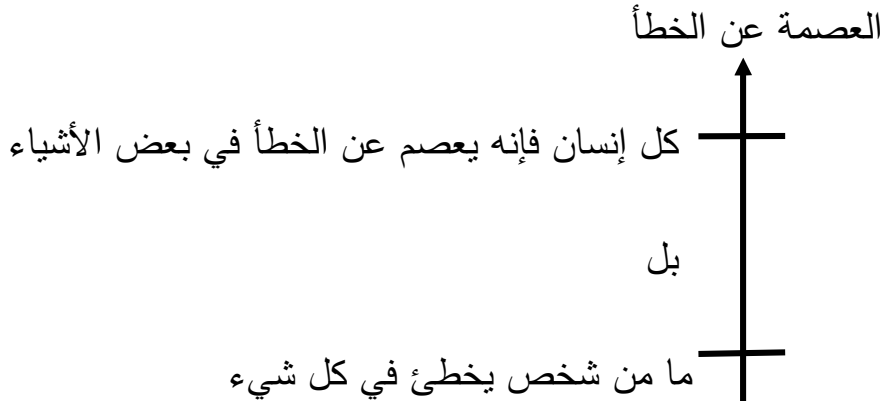 العصمة عن الخطأ
كل إنسان فإنه يعصم عن الخطأ في بعض الأشياء
بل
ما من شخص يخطئ في كل شيء